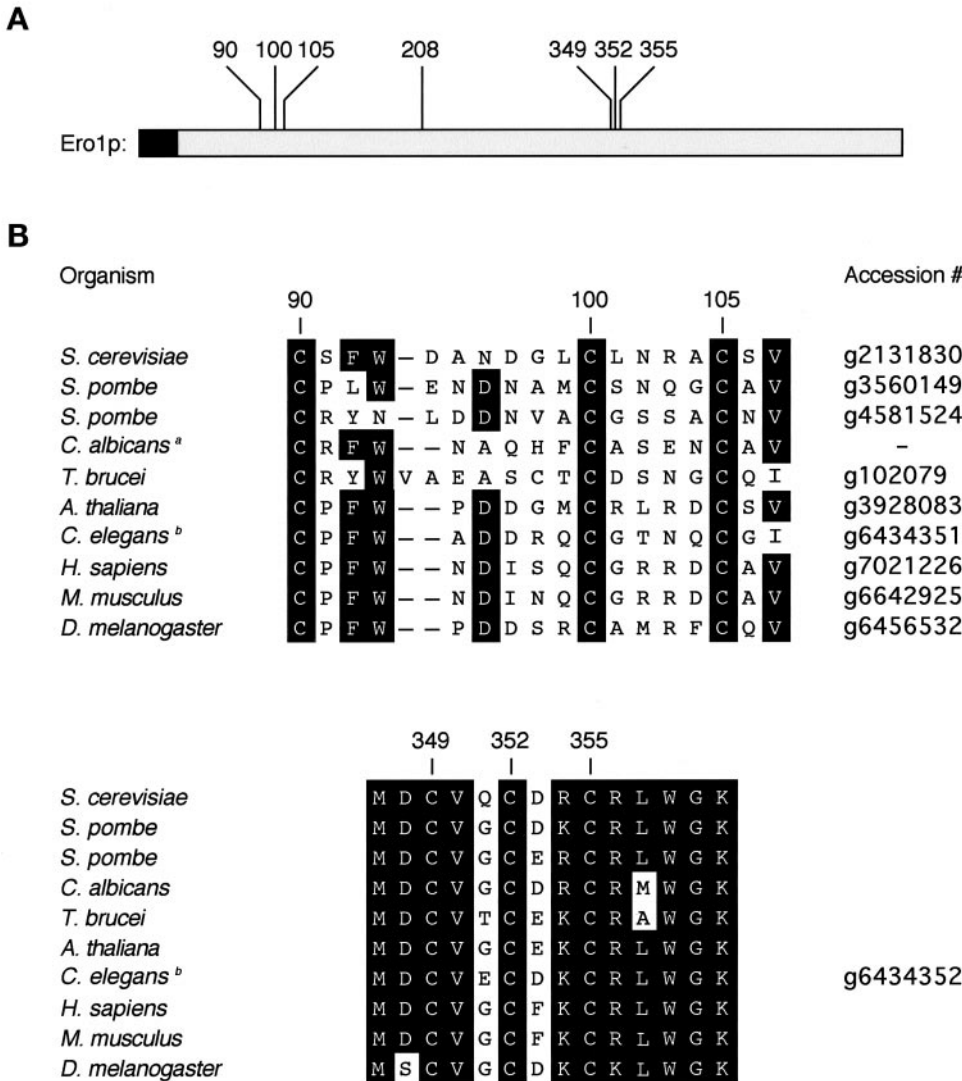 A
90 100 105 208 349 352 355
Ero1p:
B
Organism Accession #
90 100 105
S. cerevisiae C S F W – D A N D G L C L N R A C S V g2131830
S. pombe C P L W – E N D N A M C S N Q G C A V g3560149
S. pombe C R Y N – L D D N V A C G S S A C N V g4581524
C. albicans a C R F W – – N A Q H F C A S E N C A V –
T. brucei C R Y W V A E A S C T C D S N G C Q I g102079
A. thaliana C P F W – – P D D G M C R L R D C S V g3928083
C. elegans b C P F W – – A D D R Q C G T N Q C G I g6434351
H. sapiens C P F W – – N D I S Q C G R R D C A V g7021226
M. musculus C P F W – – N D I N Q C G R R D C A V g6642925
D. melanogaster C P F W – – P D D S R C A M R F C Q V g6456532
349 352 355
S. cerevisiae M D C V Q C D R C R L W G K
S. pombe M D C V G C D K C R L W G K
S. pombe M D C V G C E R C R L W G K
C. albicans M D C V G C D R C R M W G K
T. brucei M D C V T C E K C R A W G K
A. thaliana M D C V G C E K C R L W G K
C. elegans b M D C V E C D K C R L W G K g6434352
H. sapiens M D C V G C F K C R L W G K
M. musculus M D C V G C F K C R L W G K
D. melanogaster M S C V G C D K C K L W G K